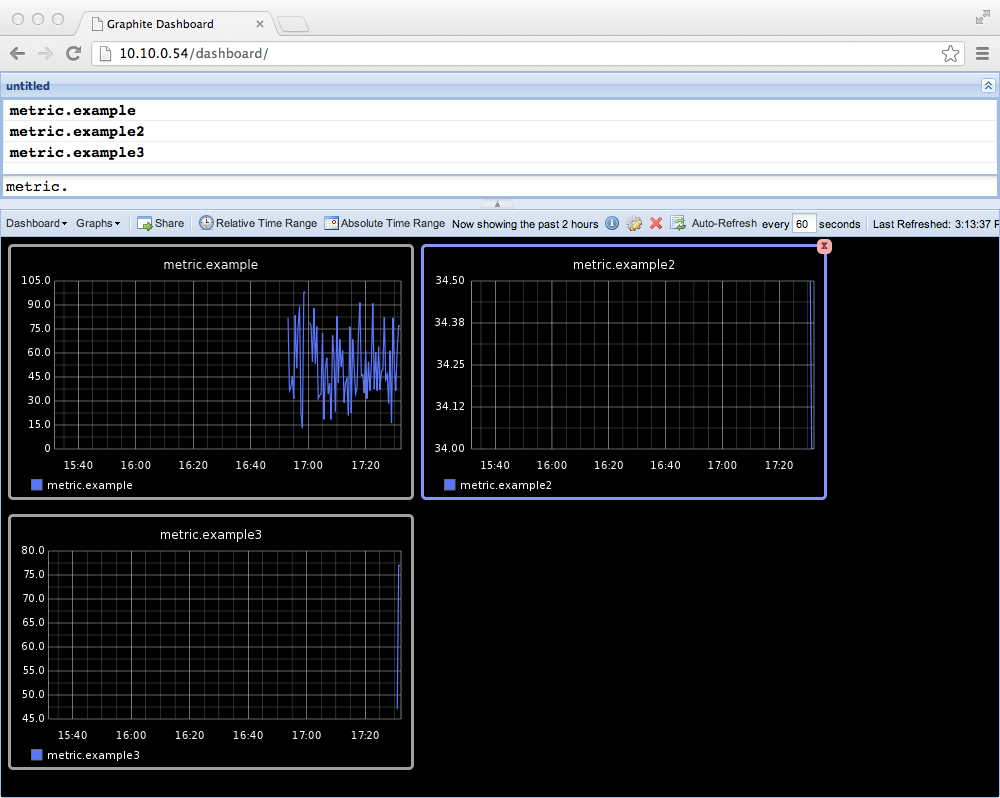 Graphite Dashboard
10.10.0.54/dashboard/
untitled
metric.example
metric.example2
metric.example3
metric.
Dashboard Graphs Share Relative Time Range Absolute Time Range Now showing the past 2 hours Auto-Refresh every 60 seconds Last Refreshed: 3:13:37 P
metric.example
105.0
90.0
75.0
60.0
45.0
30.0
15.0
0
15:40 16:00 16:20 16:40 17:00 17:20
metric.example
metric.example2
34.50
34.38
34.25
34.12
34.00
15:40 16:00 16:20 16:40 17:00 17:20
metric.example2
metric.example3
80.0
75.0
70.0
65.0
60.0
55.0
50.0
45.0
15:40 16:00 16:20 16:40 17:00 17:20
metric.example3